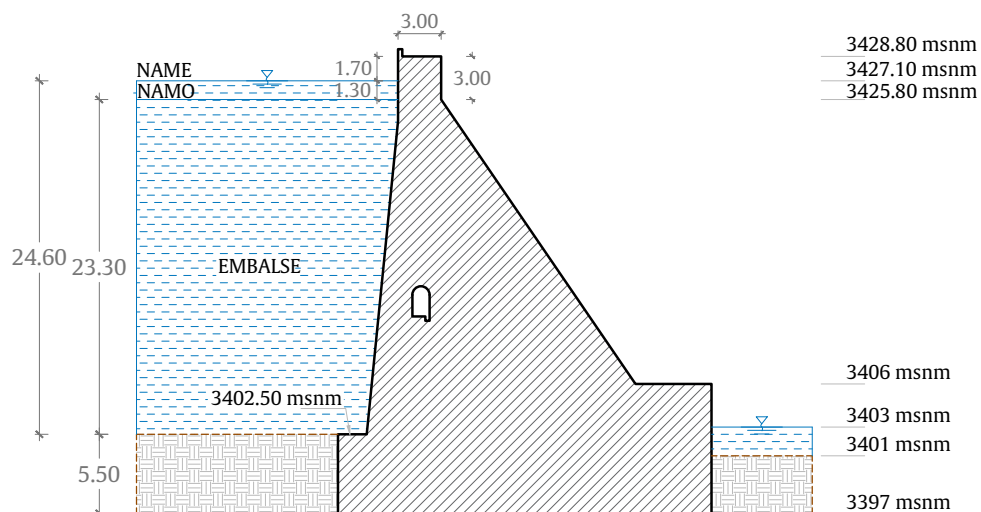 3.00
3428.80 msnm
NAME
1.70
3427.10 msnm
3.00
NAMO
1.30
3425.80 msnm
24.60
23.30
EMBALSE
3406 msnm
3402.50 msnm
3403 msnm
3401 msnm
5.50
3397 msnm